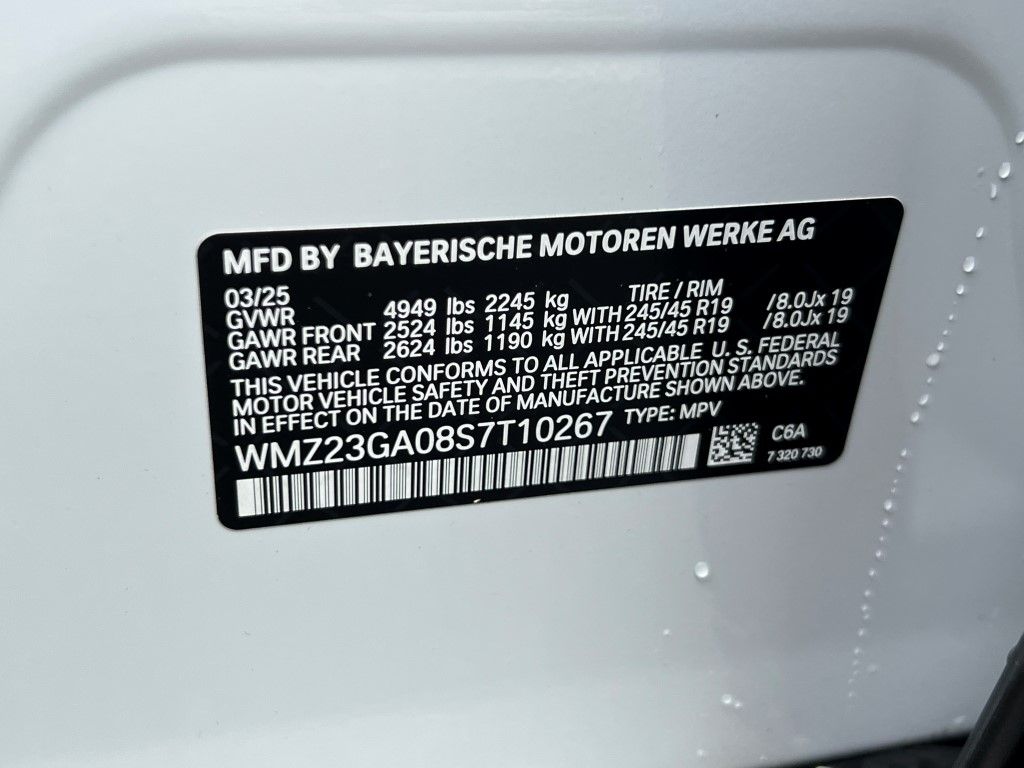 MFD BY BAYERISCHE MOTOREN WERKE AG
03/25 TIRE / RIM
GVWR 4949 lbs 2245 kg
GAWR FRONT 2524 lbs 1145 kg WITH 245/45 R19 /8.0Jx 19
GAWR REAR 2624 lbs 1190 kg WITH 245/45 R19 /8.0Jx 19
THIS VEHICLE CONFORMS TO ALL APPLICABLE U. S. FEDERAL
MOTOR VEHICLE SAFETY AND THEFT PREVENTION STANDARDS
IN EFFECT ON THE DATE OF MANUFACTURE SHOWN ABOVE.
WMZ23GA08S7T10267 TYPE: MPV
C6A
7 320 730